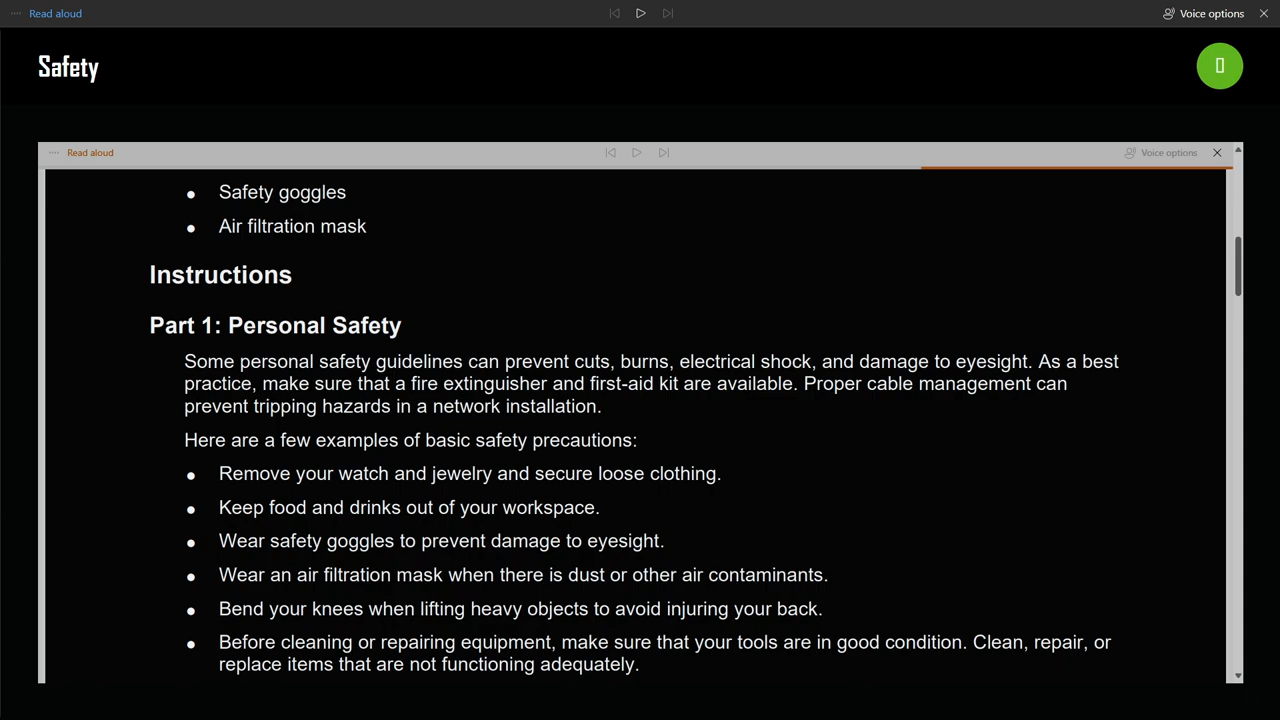 Read aloud
Voice options
Safety
Read aloud
Voice options
● Safety goggles
● Air filtration mask
Instructions
Part 1: Personal Safety
Some personal safety guidelines can prevent cuts, burns, electrical shock, and damage to eyesight. As a best
practice, make sure that a fire extinguisher and first-aid kit are available. Proper cable management can
prevent tripping hazards in a network installation.
Here are a few examples of basic safety precautions:
● Remove your watch and jewelry and secure loose clothing.
● Keep food and drinks out of your workspace.
● Wear safety goggles to prevent damage to eyesight.
● Wear an air filtration mask when there is dust or other air contaminants.
● Bend your knees when lifting heavy objects to avoid injuring your back.
● Before cleaning or repairing equipment, make sure that your tools are in good condition. Clean, repair, or
replace items that are not functioning adequately.